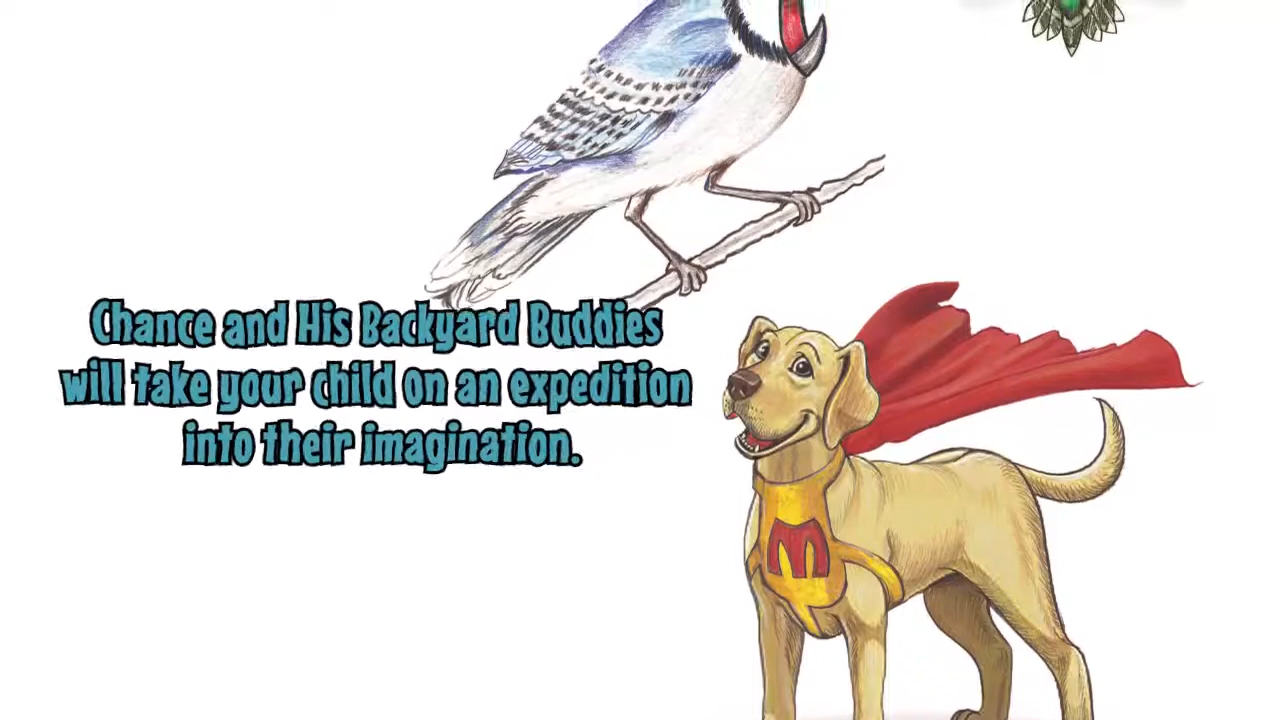 Chance and His Backyard Buddies
will take your child on an expedition
into their imagination.
M